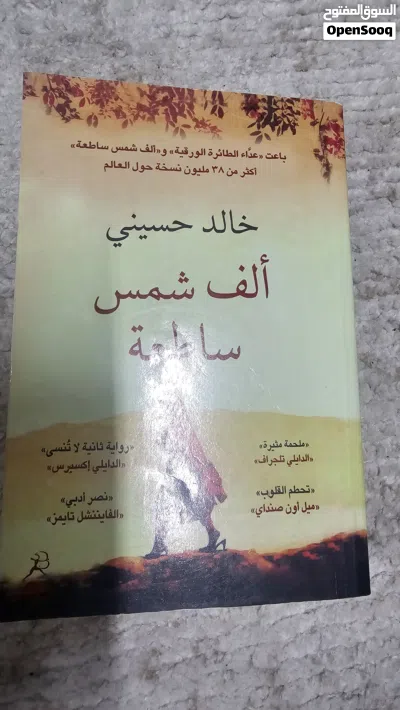 السوق المفتوح
OpenSooq
باعت «عدَّاء الطائرة الورقية» و«ألف شمس ساطعة»
أكثر من ٣٨ مليون نسخة حول العالم
خالد حسيني
ألف شمس
ساطعة
«ملحمة مثيرة»
«الدايلي تلجراف»
«رواية ثانية لا تُنسى»
«الدايلي إكسبرس»
«تحطم القلوب»
«ميل أون صنداي»
«نصر أدبي»
«الفايننشل تايمز»